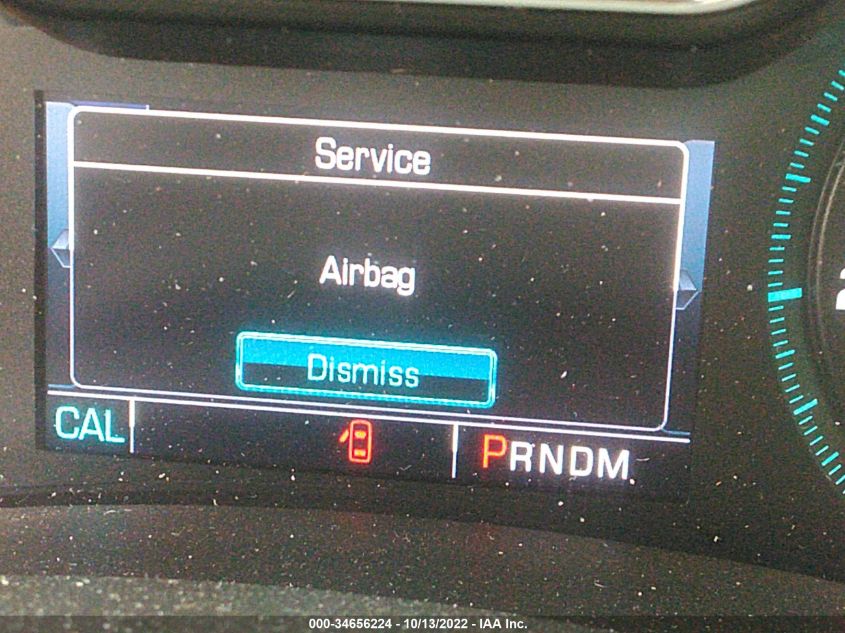 Service
Airbag
Dismiss
CAL
PRNDM
000-34656224 - 10/13/2022 - IAA Inc.